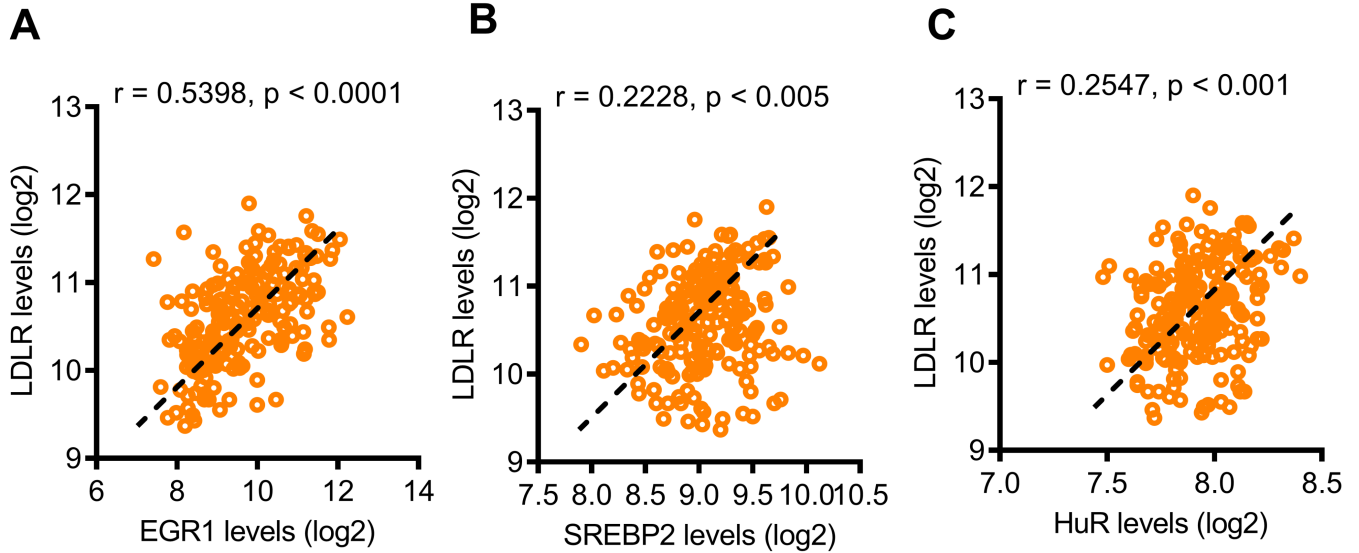 A
r = 0.5398, p < 0.0001
13
12
11
10
9
LDLR levels (log2)
6 8 10 12 14
EGR1 levels (log2)
B
r = 0.2228, p < 0.005
13
12
11
10
9
LDLR levels (log2)
7.5 8.0 8.5 9.0 9.5 10.0 10.5
SREBP2 levels (log2)
C
r = 0.2547, p < 0.001
13
12
11
10
9
LDLR levels (log2)
7.0 7.5 8.0 8.5
HuR levels (log2)